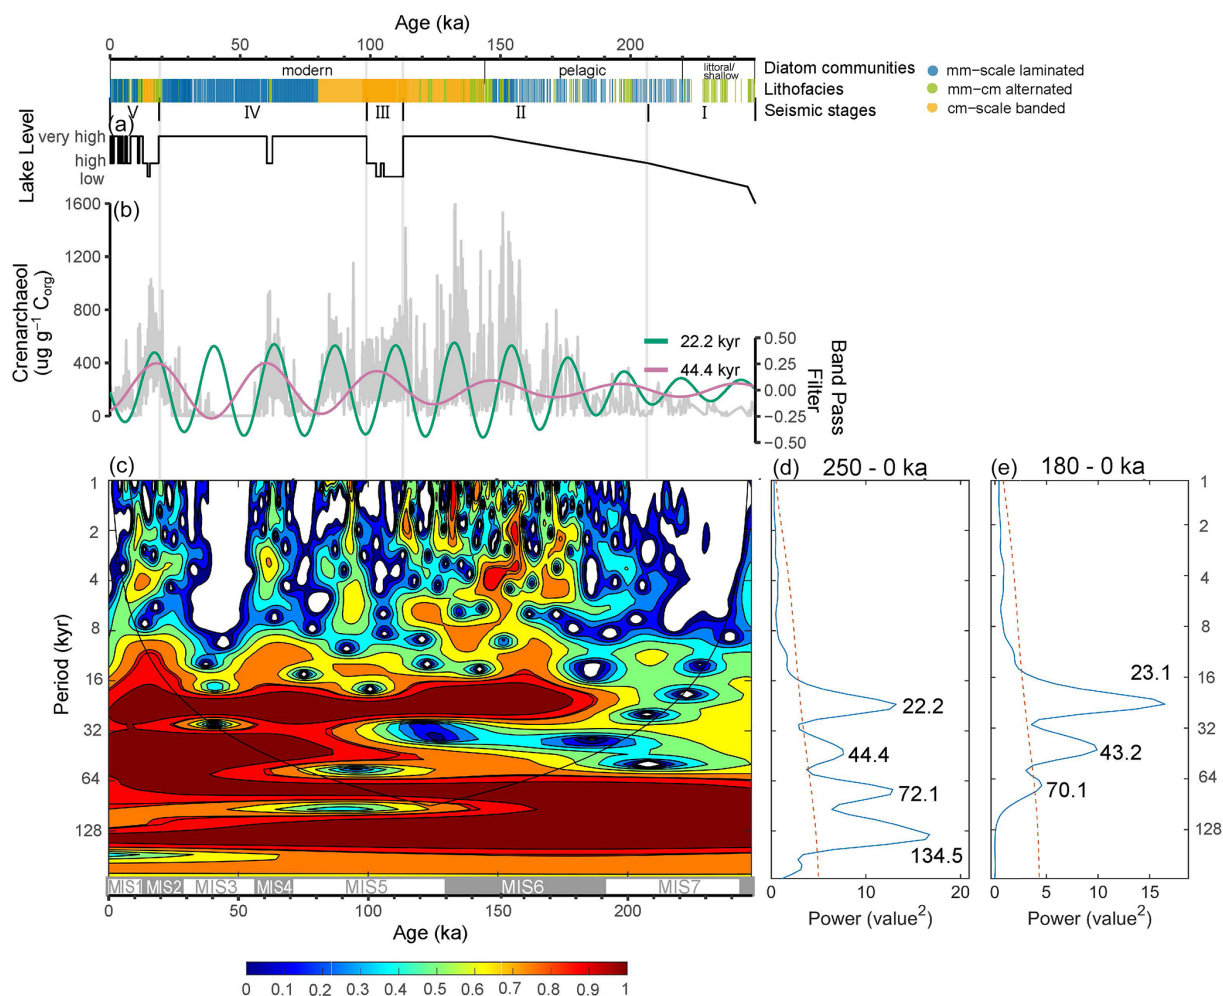 Age (ka)
0 50 100 150 200
modern pelagic littoral/
shallow
Diatom communities
Lithofacies
Seismic stages
mm-scale laminated
mm-cm alternated
cm-scale banded
V IV III II I
(a)
Lake Level
very high
high
low
(b)
Crenarchaeol
(ug g⁻¹ Corg)
1600
1200
800
400
0
22.2 kyr
44.4 kyr
0.50
0.25
0.00
−0.25
−0.50
Band Pass
Filter
(c)
Period (kyr)
1
2
4
8
16
32
64
128
MIS1 MIS2 MIS3 MIS4 MIS5 MIS6 MIS7
0 50 100 150 200
Age (ka)
0 0.1 0.2 0.3 0.4 0.5 0.6 0.7 0.8 0.9 1
(d) 250 - 0 ka
22.2
44.4
72.1
134.5
0 5 10 15 20
Power (value²)
(e) 180 - 0 ka
23.1
43.2
70.1
1
2
4
8
16
32
64
128
0 5 10 15
Power (value²)